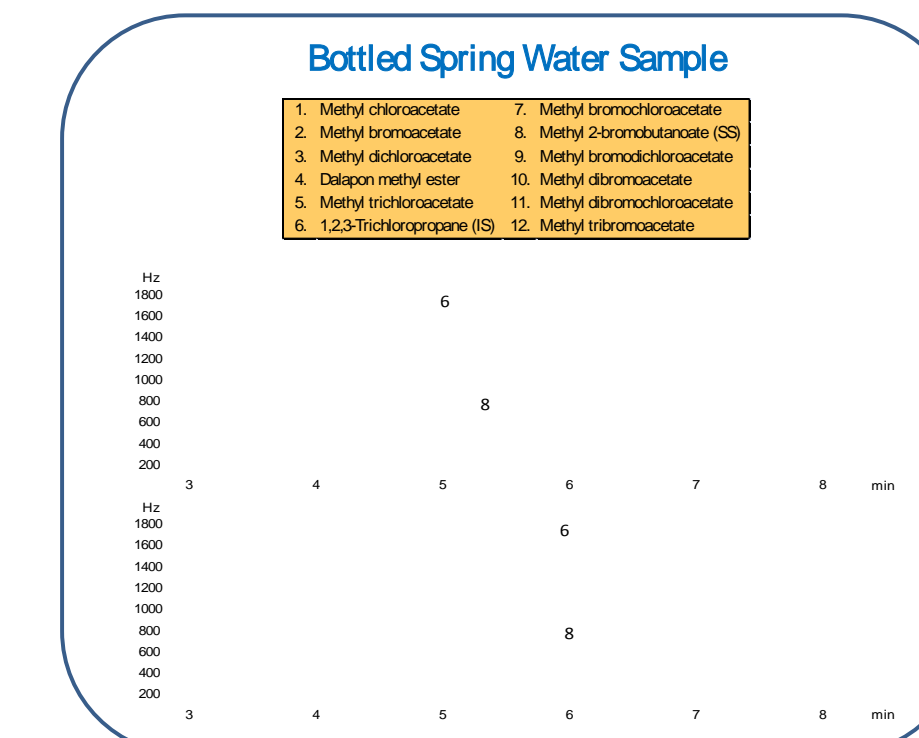 Bottled Spring Water Sample
1. Methyl chloroacetate 7. Methyl bromochloroacetate
2. Methyl bromoacetate 8. Methyl 2-bromobutanoate (SS)
3. Methyl dichloroacetate 9. Methyl bromodichloroacetate
4. Dalapon methyl ester 10. Methyl dibromoacetate
5. Methyl trichloroacetate 11. Methyl dibromochloroacetate
6. 1,2,3-Trichloropropane (IS) 12. Methyl tribromoacetate
Hz
1800
6
1600
1400
1200
1000
800
8
600
400
200
3 4 5 6 7 8 min
Hz
1800
6
1600
1400
1200
1000
800
8
600
400
200
3 4 5 6 7 8 min